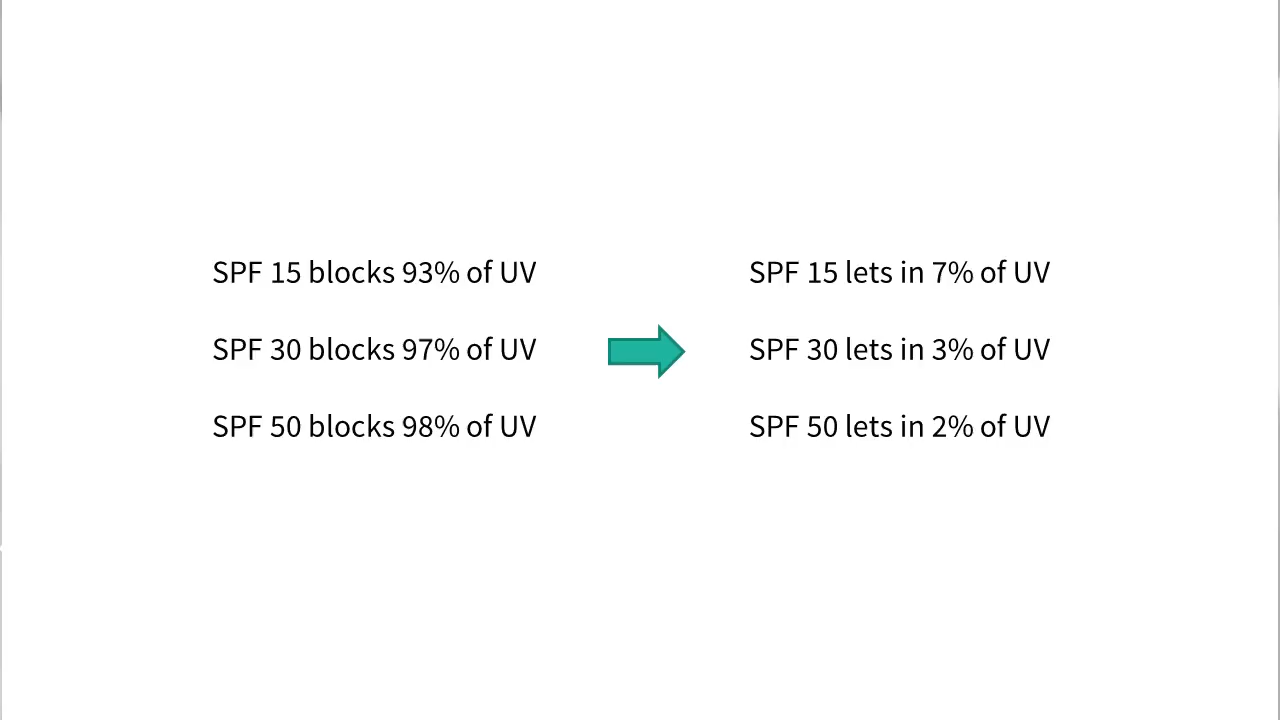 SPF 15 blocks 93% of UV
SPF 30 blocks 97% of UV
SPF 50 blocks 98% of UV
SPF 15 lets in 7% of UV
SPF 30 lets in 3% of UV
SPF 50 lets in 2% of UV